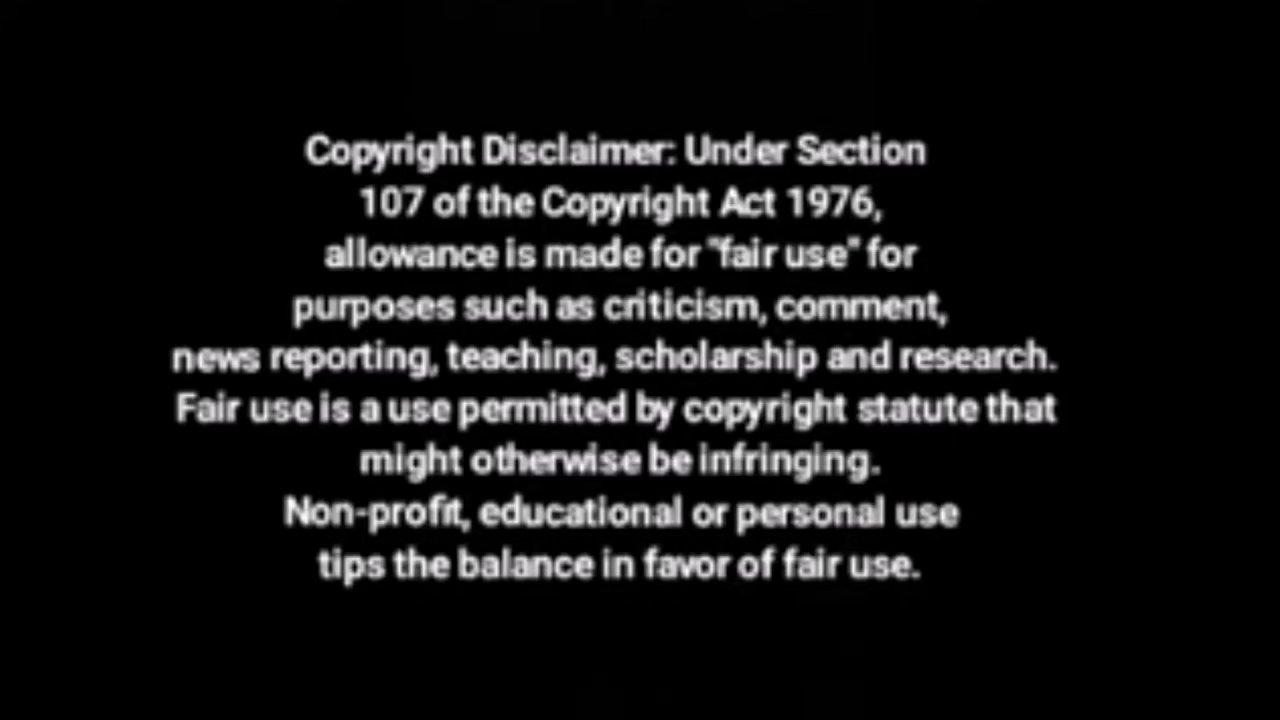 Copyright Disclaimer: Under Section
107 of the Copyright Act 1976,
allowance is made for "fair use" for
purposes such as criticism, comment,
news reporting, teaching, scholarship and research.
Fair use is a use permitted by copyright statute that
might otherwise be infringing.
Non-profit, educational or personal use
tips the balance in favor of fair use.